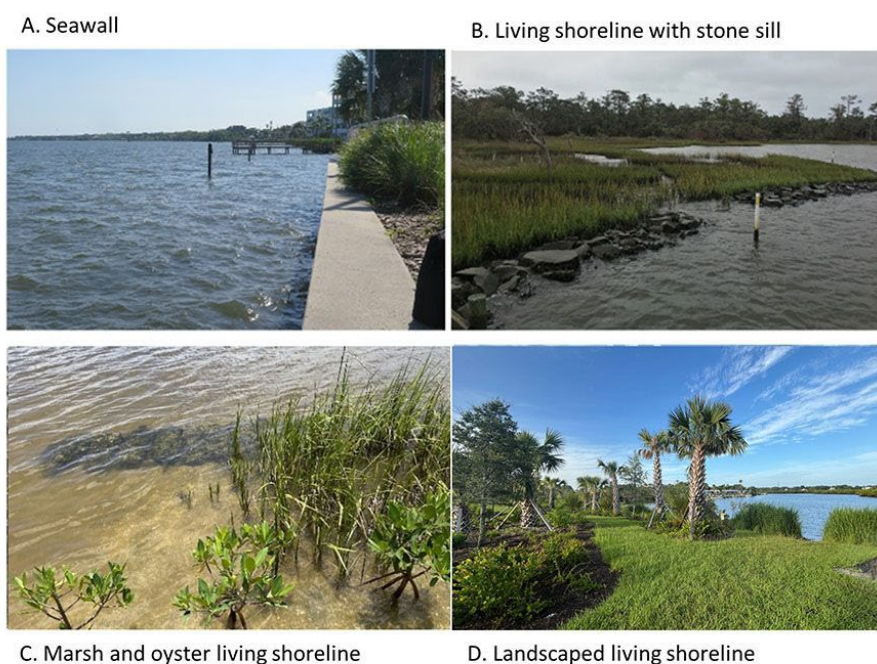 A. Seawall
B. Living shoreline with stone sill
C. Marsh and oyster living shoreline
D. Landscaped living shoreline